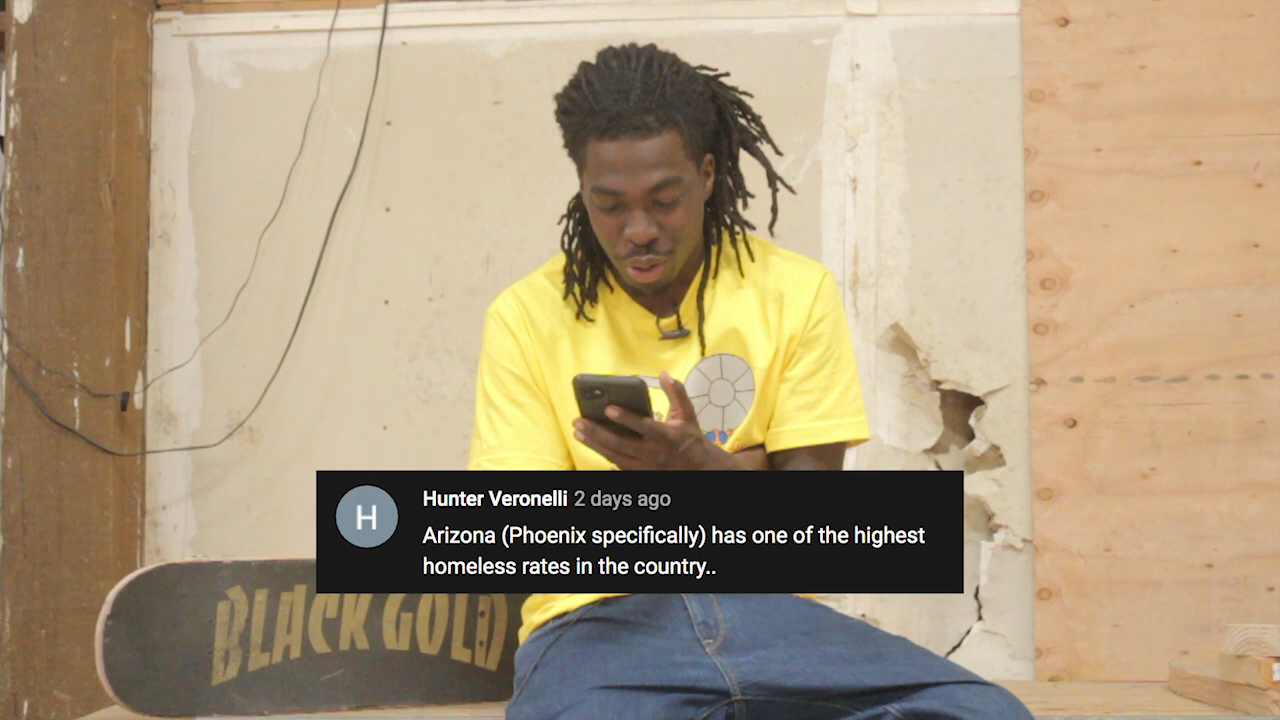 H
Hunter Veronelli 2 days ago
Arizona (Phoenix specifically) has one of the highest
homeless rates in the country..
BLACK GOLD